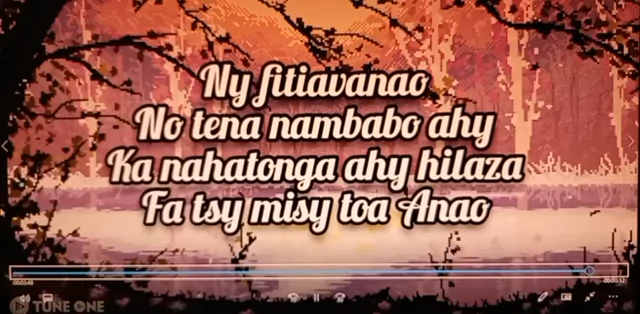 Ny fitiavanao
No tena nambabo ahy
Ka nahatonga ahy hilaza
Fa tsy misy toa Anao
TUNE ONE